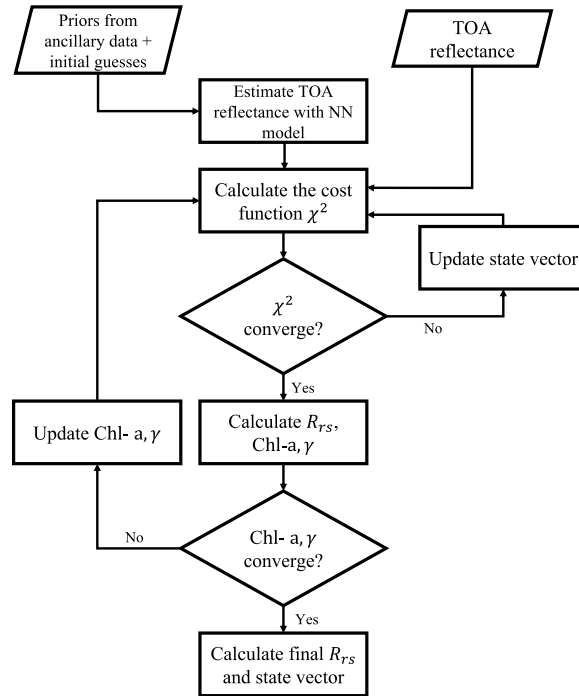 Priors from
ancillary data +
initial guesses
TOA
reflectance
Estimate TOA
reflectance with NN
model
Calculate the cost
function χ²
Update state vector
χ²
converge?
No
Yes
Calculate R_rs,
Chl-a, γ
Update Chl- a, γ
Chl- a, γ
converge?
No
Yes
Calculate final R_rs
and state vector